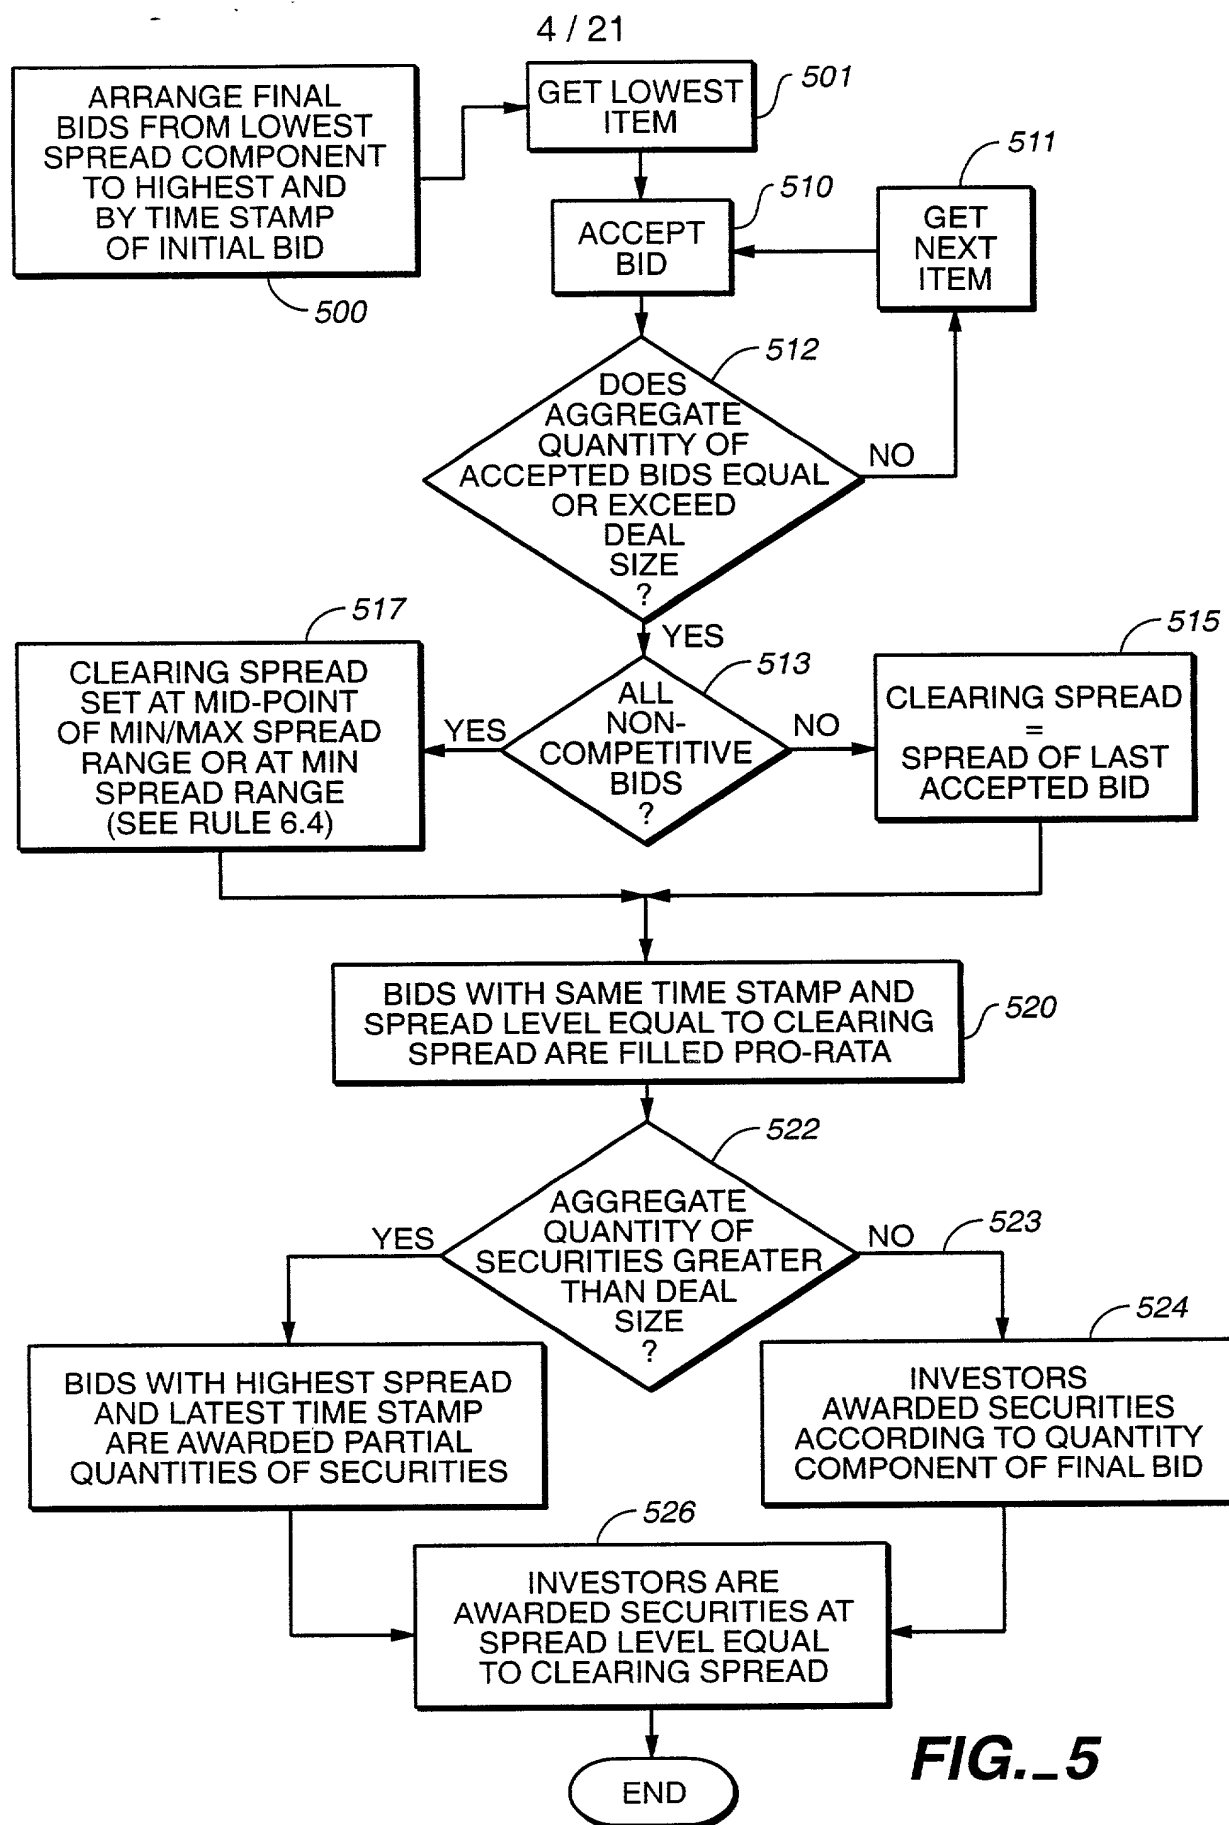 4 / 21
ARRANGE FINAL
BIDS FROM LOWEST
SPREAD COMPONENT
TO HIGHEST AND
BY TIME STAMP
OF INITIAL BID
500
GET LOWEST
ITEM
501
ACCEPT
BID
510
GET
NEXT
ITEM
511
DOES
AGGREGATE
QUANTITY OF
ACCEPTED BIDS EQUAL
OR EXCEED
DEAL
SIZE
?
512
NO
YES
ALL
NON-
COMPETITIVE
BIDS
?
513
YES
NO
CLEARING SPREAD
SET AT MID-POINT
OF MIN/MAX SPREAD
RANGE OR AT MIN
SPREAD RANGE
(SEE RULE 6.4)
517
CLEARING SPREAD
=
SPREAD OF LAST
ACCEPTED BID
515
BIDS WITH SAME TIME STAMP AND
SPREAD LEVEL EQUAL TO CLEARING
SPREAD ARE FILLED PRO-RATA
520
AGGREGATE
QUANTITY OF
SECURITIES GREATER
THAN DEAL
SIZE
?
522
YES
NO
523
BIDS WITH HIGHEST SPREAD
AND LATEST TIME STAMP
ARE AWARDED PARTIAL
QUANTITIES OF SECURITIES
INVESTORS
AWARDED SECURITIES
ACCORDING TO QUANTITY
COMPONENT OF FINAL BID
524
INVESTORS ARE
AWARDED SECURITIES AT
SPREAD LEVEL EQUAL
TO CLEARING SPREAD
526
END
FIG._5